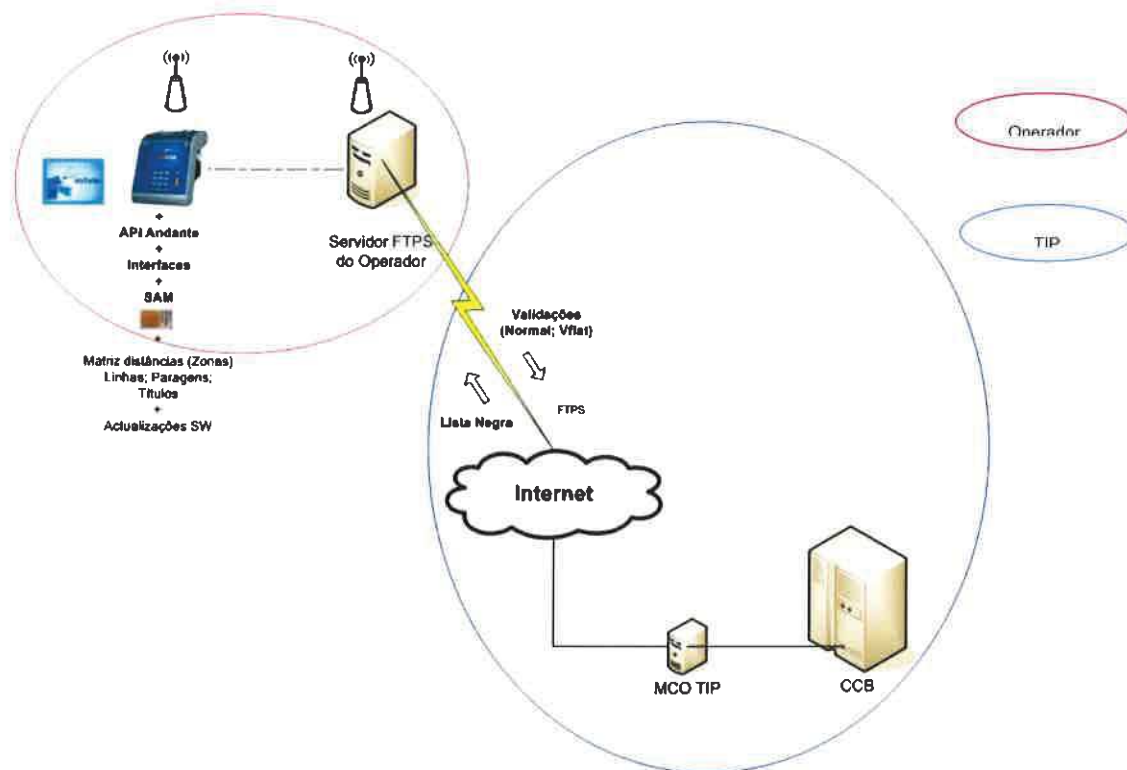 Operador
TIP
+
API Andante
+
Interfaces
+
SAM
+
Matriz distâncias (Zonas)
Linhas; Paragens;
Títulos
+
Actualizações SW
Servidor FTPS
do Operador
Validações
(Normal; Vflat)
Lista Negra
FTPS
Internet
MCO TIP
CCB